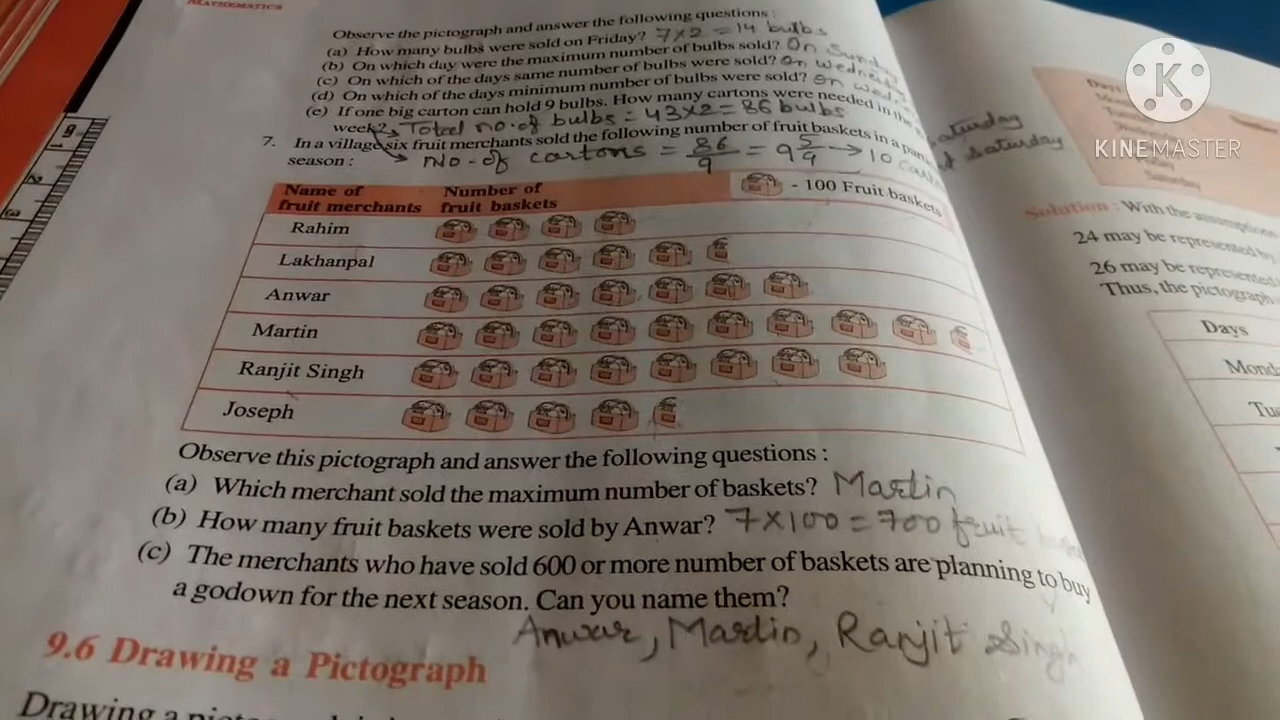 MATHEMATICS
Observe the pictograph and answer the following questions :
(a) How many bulbs were sold on Friday? 7×2 = 14 bulbs
(b) On which day were the maximum number of bulbs sold? On Sunday
(c) On which of the days same number of bulbs were sold? On Wednesday
(d) On which of the days minimum number of bulbs were sold? On
(e) If one big carton can hold 9 bulbs. How many cartons were needed in the
week? Total no. of bulbs = 43×2 = 86 bulbs
7. In a village six fruit merchants sold the following number of fruit baskets in a
season : → No. of cartons = 86/9 = 9 5/9 → 10
Name of fruit merchants Number of fruit baskets - 100 Fruit baskets
Rahim
Lakhanpal
Anwar
Martin
Ranjit Singh
Joseph
Observe this pictograph and answer the following questions :
(a) Which merchant sold the maximum number of baskets? Martin
(b) How many fruit baskets were sold by Anwar? 7×100 = 700 fruit
(c) The merchants who have sold 600 or more number of baskets are planning to buy
a godown for the next season. Can you name them?
Anwar, Martin, Ranjit Singh
9.6 Drawing a Pictograph
Saturday
saturday
KINEMASTER
Saturday
Solution : With the assumptions
24 may be represented by
26 may be represented
Thus, the pictograph
Days